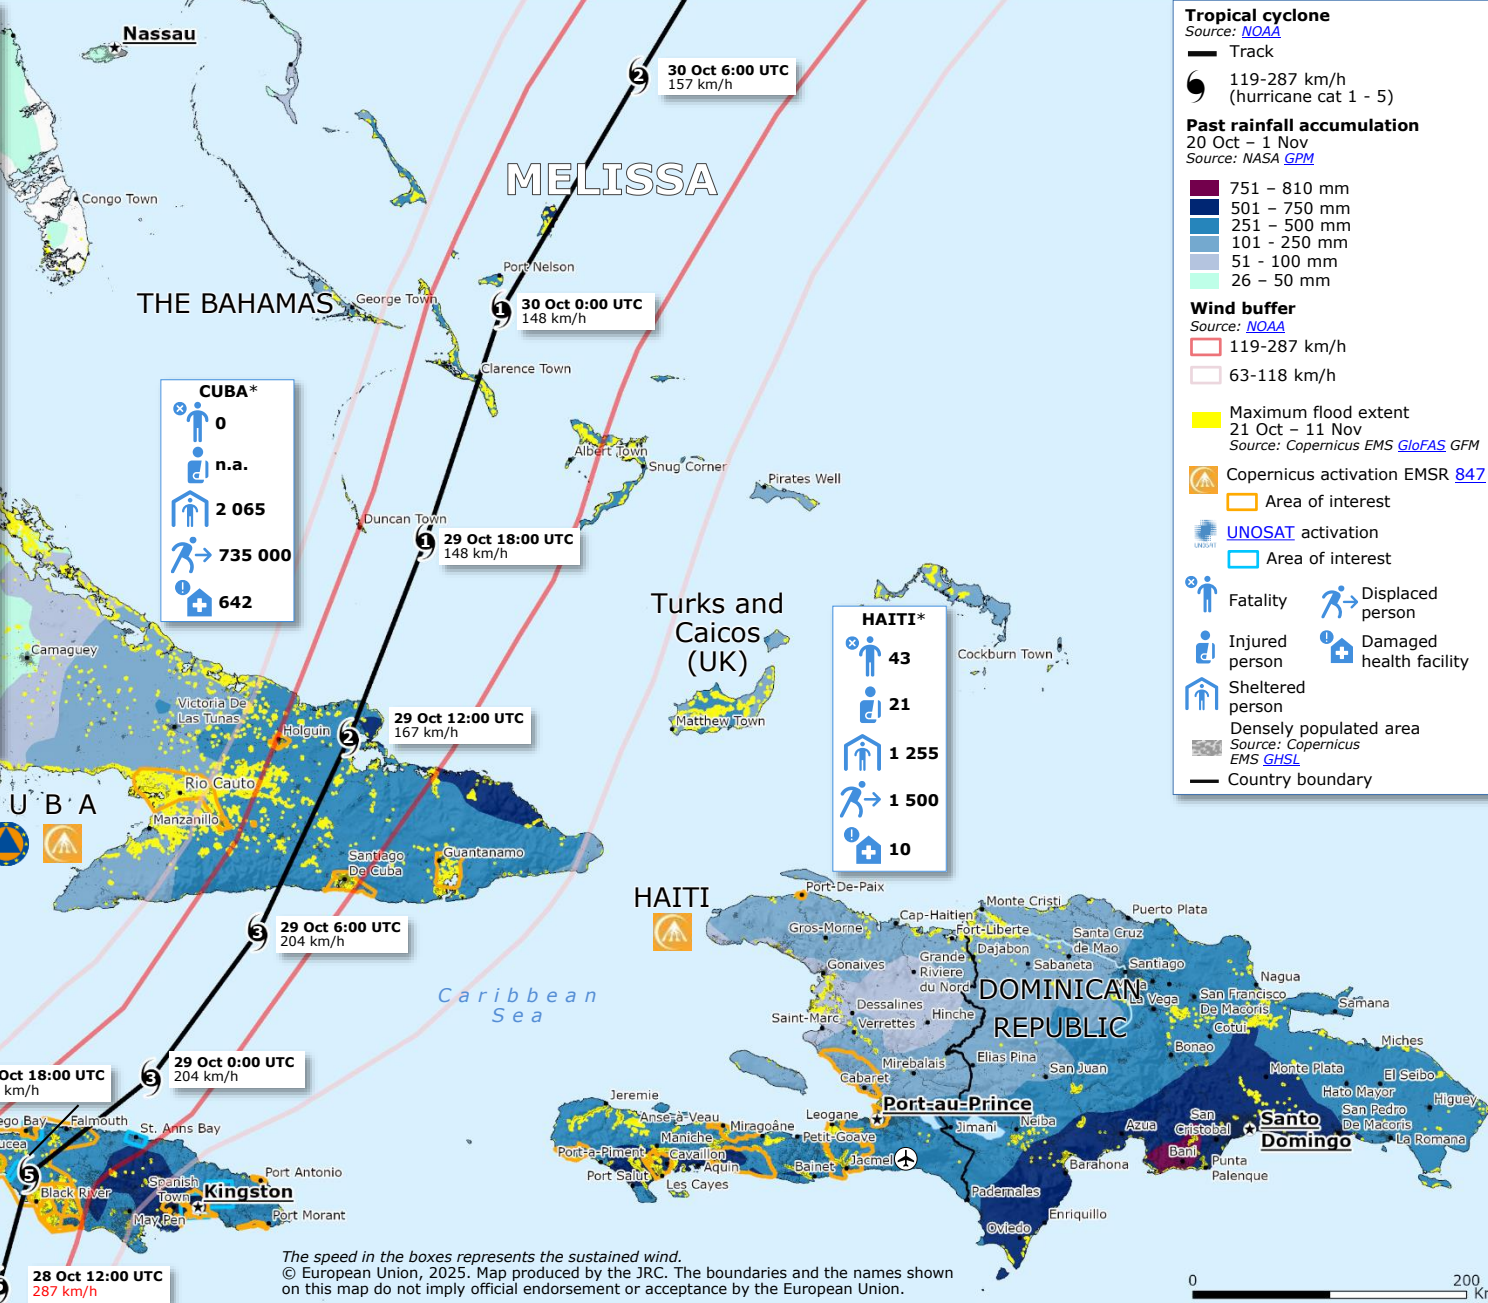 Nassau
Congo Town
THE BAHAMAS
MELISSA
30 Oct 6:00 UTC
157 km/h
Port Nelson
George Town
30 Oct 0:00 UTC
148 km/h
Clarence Town
CUBA*
0
n.a.
2 065
735 000
642
Albert Town
Snug Corner
Pirates Well
Duncan Town
29 Oct 18:00 UTC
148 km/h
Turks and
Caicos
(UK)
Cockburn Town
Matthew Town
HAITI*
43
21
1 255
1 500
10
Camaguey
Victoria De
Las Tunas
Holguin
29 Oct 12:00 UTC
167 km/h
Rio Cauto
U B A
Manzanillo
Santiago
De Cuba
Guantanamo
29 Oct 6:00 UTC
204 km/h
Caribbean
Sea
29 Oct 0:00 UTC
204 km/h
Oct 18:00 UTC
km/h
ego Bay
Falmouth
St. Anns Bay
ucea
Port Antonio
Black River
Spanish
Town
Kingston
May Pen
Port Morant
28 Oct 12:00 UTC
287 km/h
HAITI
Port-De-Paix
Cap-Haitien
Monte Cristi
Puerto Plata
Gros-Morne
Fort-Liberte
Dajabon
Santa Cruz
de Mao
Gonaives
Grande
Riviere
du Nord
Sabaneta
Santiago
Nagua
DOMINICAN
REPUBLIC
La Vega
San Francisco
De Macoris
Samana
Dessalines
Saint-Marc
Verrettes
Hinche
Cotui
Bonao
Miches
Mirebalais
Elias Pina
San Juan
Monte Plata
El Seibo
Cabaret
Hato Mayor
Higuey
Jeremie
Port-au-Prince
Anse-à-Veau
Miragoâne
Leogane
Petit-Goave
Jimani
Neiba
Azua
San
Cristobal
Santo
Domingo
San Pedro
De Macoris
La Romana
Maniche
Port-a-Piment
Cavaillon
Aquin
Bainet
Jacmel
Bani
Punta
Palenque
Barahona
Port Salut
Les Cayes
Padernales
Enriquillo
Oviedo
The speed in the boxes represents the sustained wind.
© European Union, 2025. Map produced by the JRC. The boundaries and the names shown
on this map do not imply official endorsement or acceptance by the European Union.
0 200
Km
Tropical cyclone
Source: NOAA
Track
119-287 km/h
(hurricane cat 1 - 5)
Past rainfall accumulation
20 Oct – 1 Nov
Source: NASA GPM
751 – 810 mm
501 – 750 mm
251 – 500 mm
101 - 250 mm
51 - 100 mm
26 – 50 mm
Wind buffer
Source: NOAA
119-287 km/h
63-118 km/h
Maximum flood extent
21 Oct – 11 Nov
Source: Copernicus EMS GloFAS GFM
Copernicus activation EMSR 847
Area of interest
UNOSAT activation
UNOSAT
Area of interest
Fatality
Displaced
person
Injured
person
Damaged
health facility
Sheltered
person
Densely populated area
Source: Copernicus
EMS GHSL
Country boundary
2
1
1
2
3
3
5